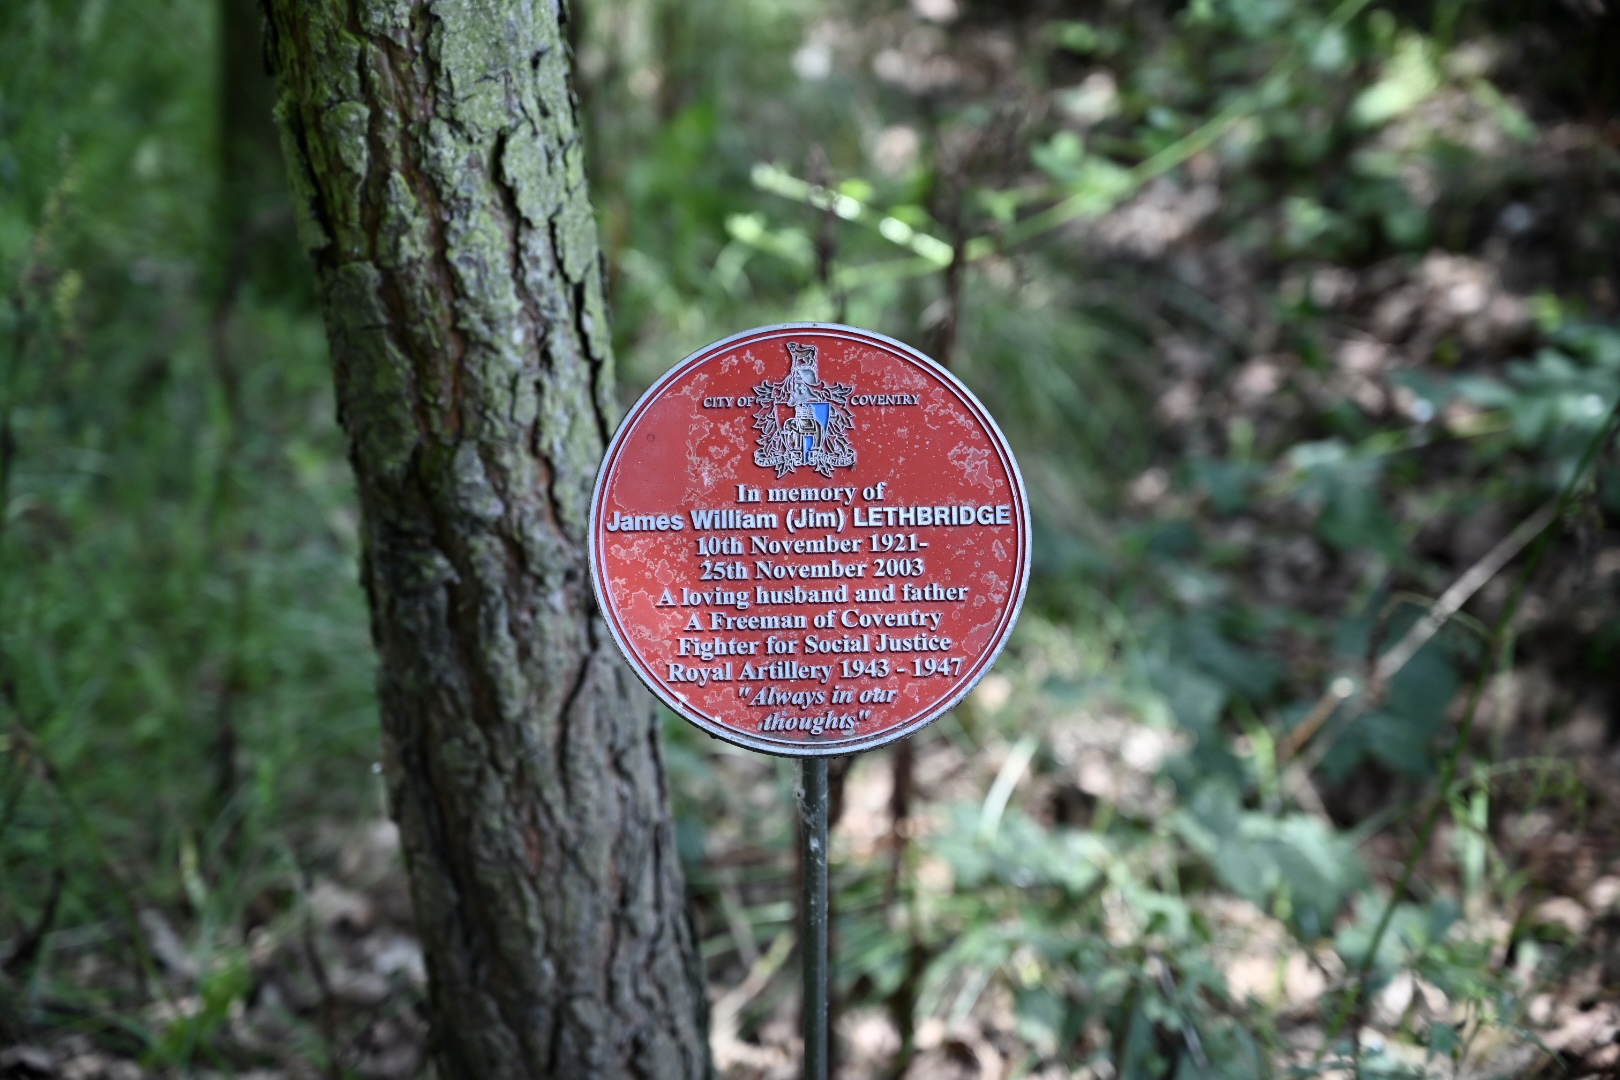 CITY OF COVENTRY
In memory of
James William (Jim) LETHBRIDGE
10th November 1921-
25th November 2003
A loving husband and father
A Freeman of Coventry
Fighter for Social Justice
Royal Artillery 1943 - 1947
"Always in our
thoughts"